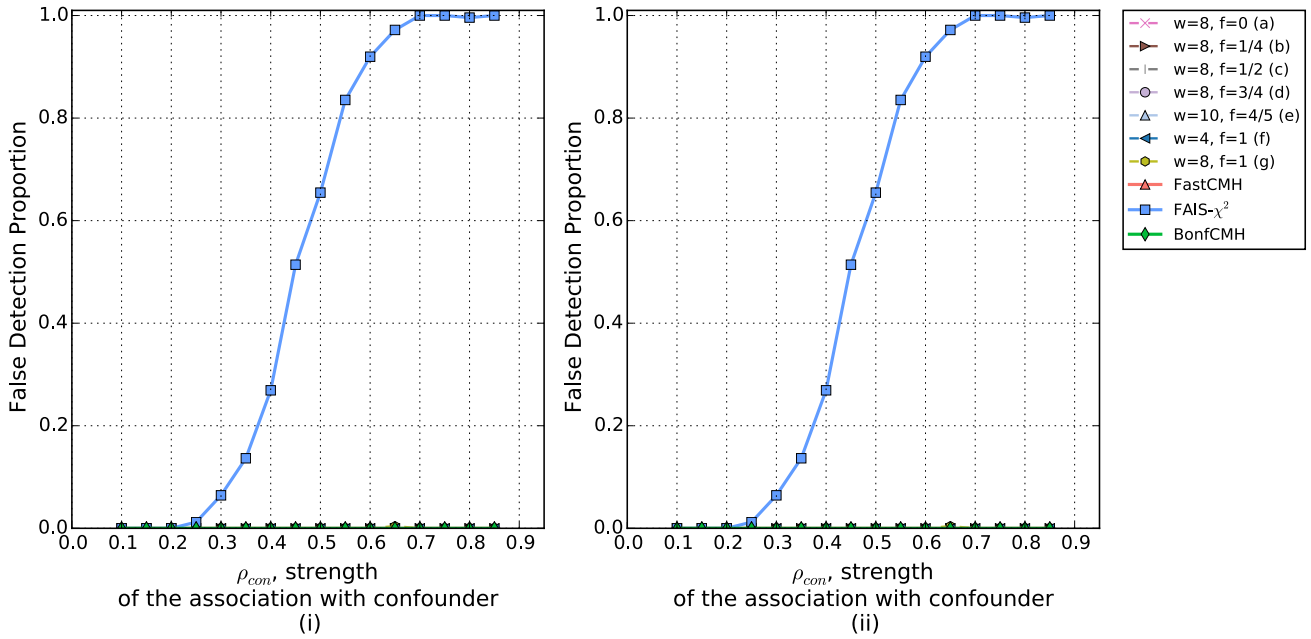 False Detection Proportion
1.0
0.8
0.6
0.4
0.2
0.0
0.0 0.1 0.2 0.3 0.4 0.5 0.6 0.7 0.8 0.9
ρcon, strength
of the association with confounder
(i)
False Detection Proportion
1.0
0.8
0.6
0.4
0.2
0.0
0.0 0.1 0.2 0.3 0.4 0.5 0.6 0.7 0.8 0.9
ρcon, strength
of the association with confounder
(ii)
w=8, f=0 (a)
w=8, f=1/4 (b)
w=8, f=1/2 (c)
w=8, f=3/4 (d)
w=10, f=4/5 (e)
w=4, f=1 (f)
w=8, f=1 (g)
FastCMH
FAIS-χ²
BonfCMH